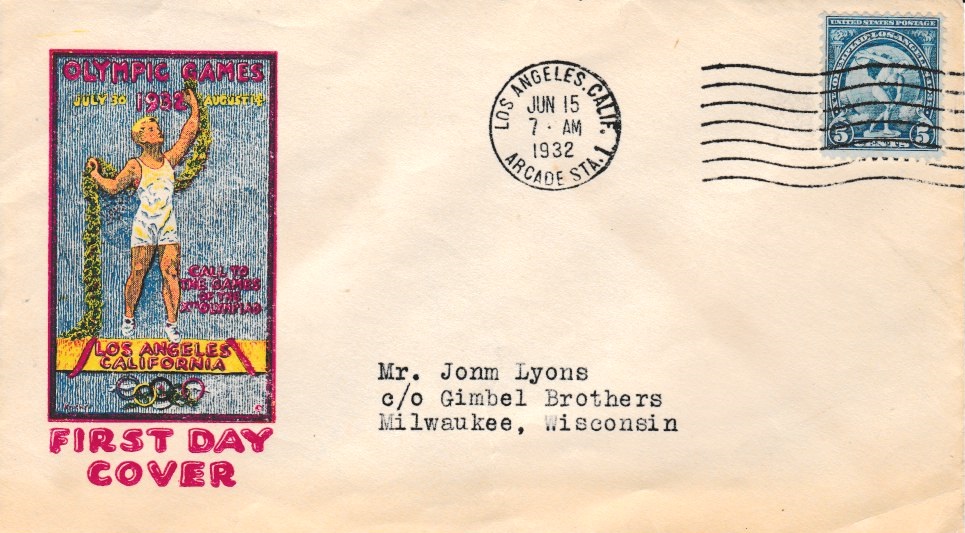 OLYMPIC GAMES
JULY 30 1932 AUGUST 14
CALL TO
THE GAMES
OF THE
Xth OLYMPIAD
LOS ANGELES
CALIFORNIA
FIRST DAY
COVER
LOS ANGELES, CALIF.
JUN 15
7 - AM
1932
ARCADE STA. 1
UNITED STATES POSTAGE
5 CENTS 5
Mr. Jonm Lyons
c/o Gimbel Brothers
Milwaukee, Wisconsin